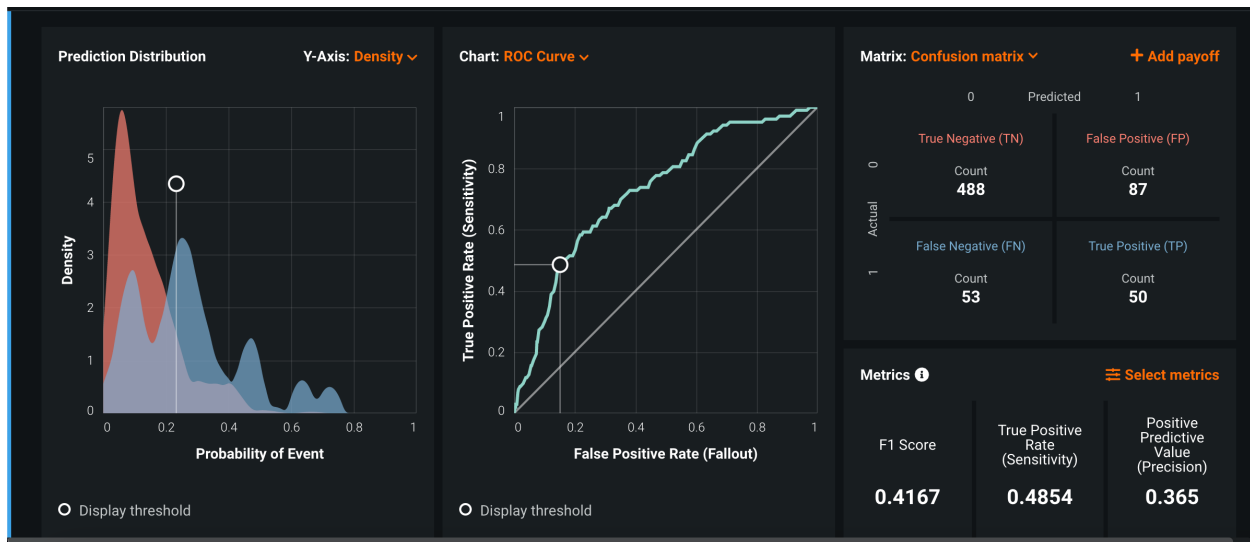 Prediction Distribution
Y-Axis: Density
5
4
3
2
1
0
Density
0 0.2 0.4 0.6 0.8 1
Probability of Event
Display threshold
Chart: ROC Curve
1
0.8
0.6
0.4
0.2
0
True Positive Rate (Sensitivity)
0 0.2 0.4 0.6 0.8 1
False Positive Rate (Fallout)
Display threshold
Matrix: Confusion matrix
+ Add payoff
0 Predicted 1
Actual
0
1
True Negative (TN)
Count
488
False Positive (FP)
Count
87
False Negative (FN)
Count
53
True Positive (TP)
Count
50
Metrics
Select metrics
F1 Score
0.4167
True Positive
Rate
(Sensitivity)
0.4854
Positive
Predictive
Value
(Precision)
0.365